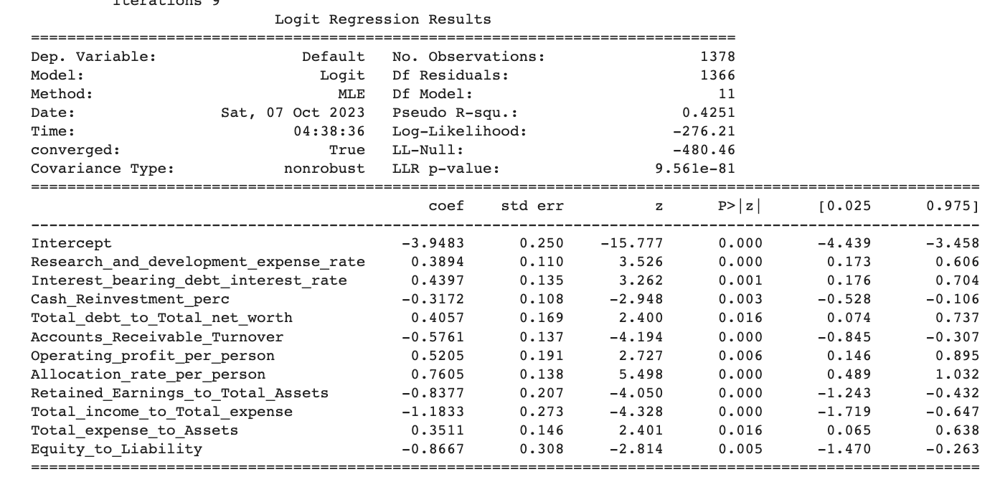 Iterations 9
Logit Regression Results
==============================================================================
Dep. Variable: Default No. Observations: 1378
Model: Logit Df Residuals: 1366
Method: MLE Df Model: 11
Date: Sat, 07 Oct 2023 Pseudo R-squ.: 0.4251
Time: 04:38:36 Log-Likelihood: -276.21
converged: True LL-Null: -480.46
Covariance Type: nonrobust LLR p-value: 9.561e-81
=========================================================================================================
coef std err z P>|z| [0.025 0.975]
---------------------------------------------------------------------------------------------------------
Intercept -3.9483 0.250 -15.777 0.000 -4.439 -3.458
Research_and_development_expense_rate 0.3894 0.110 3.526 0.000 0.173 0.606
Interest_bearing_debt_interest_rate 0.4397 0.135 3.262 0.001 0.176 0.704
Cash_Reinvestment_perc -0.3172 0.108 -2.948 0.003 -0.528 -0.106
Total_debt_to_Total_net_worth 0.4057 0.169 2.400 0.016 0.074 0.737
Accounts_Receivable_Turnover -0.5761 0.137 -4.194 0.000 -0.845 -0.307
Operating_profit_per_person 0.5205 0.191 2.727 0.006 0.146 0.895
Allocation_rate_per_person 0.7605 0.138 5.498 0.000 0.489 1.032
Retained_Earnings_to_Total_Assets -0.8377 0.207 -4.050 0.000 -1.243 -0.432
Total_income_to_Total_expense -1.1833 0.273 -4.328 0.000 -1.719 -0.647
Total_expense_to_Assets 0.3511 0.146 2.401 0.016 0.065 0.638
Equity_to_Liability -0.8667 0.308 -2.814 0.005 -1.470 -0.263
=========================================================================================================